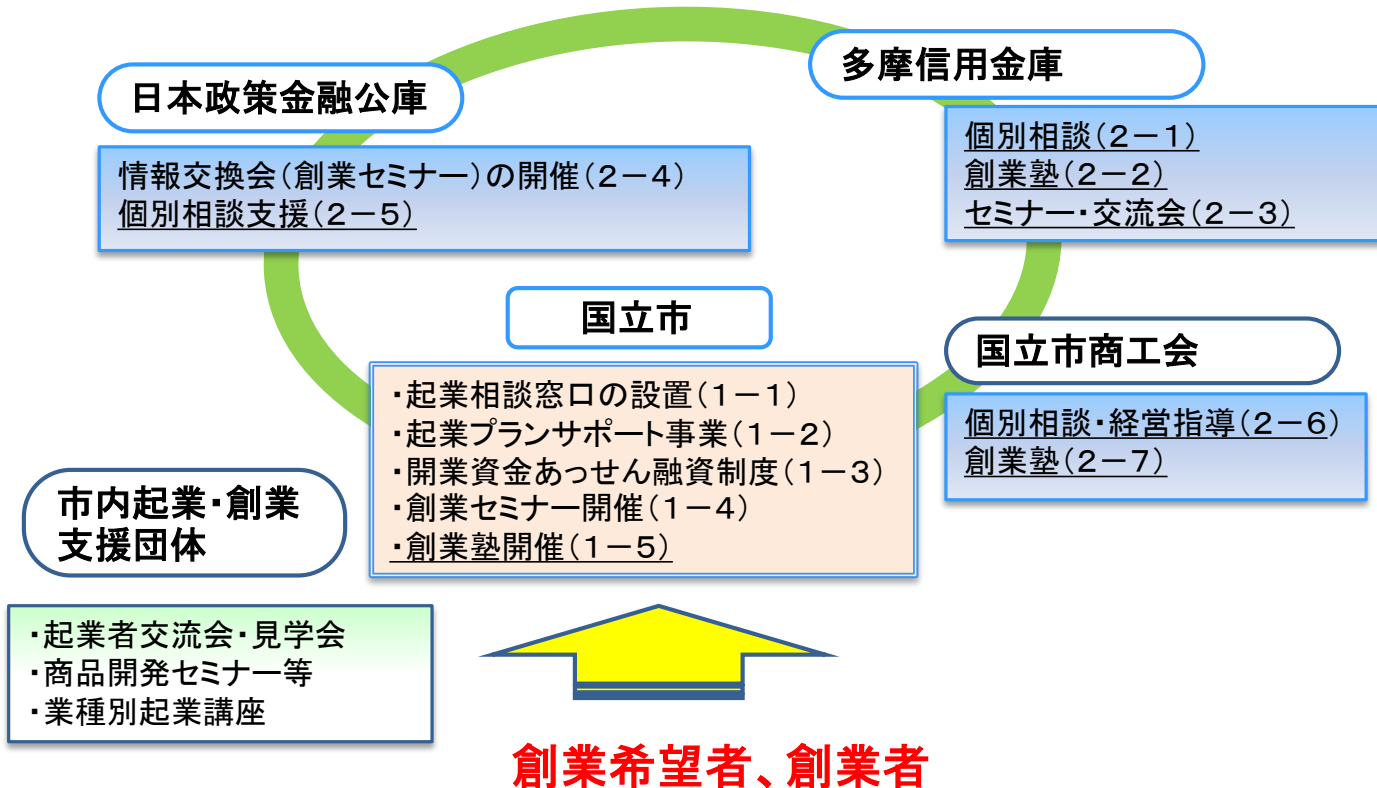 日本政策金融公庫
情報交換会(創業セミナー)の開催(2-4)
個別相談支援(2-5)
多摩信用金庫
個別相談(2-1)
創業塾(2-2)
セミナー・交流会(2-3)
国立市
・起業相談窓口の設置(1-1)
・起業プランサポート事業(1-2)
・開業資金あっせん融資制度(1-3)
・創業セミナー開催(1-4)
・創業塾開催(1-5)
国立市商工会
個別相談・経営指導(2-6)
創業塾(2-7)
市内起業・創業
支援団体
・起業者交流会・見学会
・商品開発セミナー等
・業種別起業講座
創業希望者、創業者